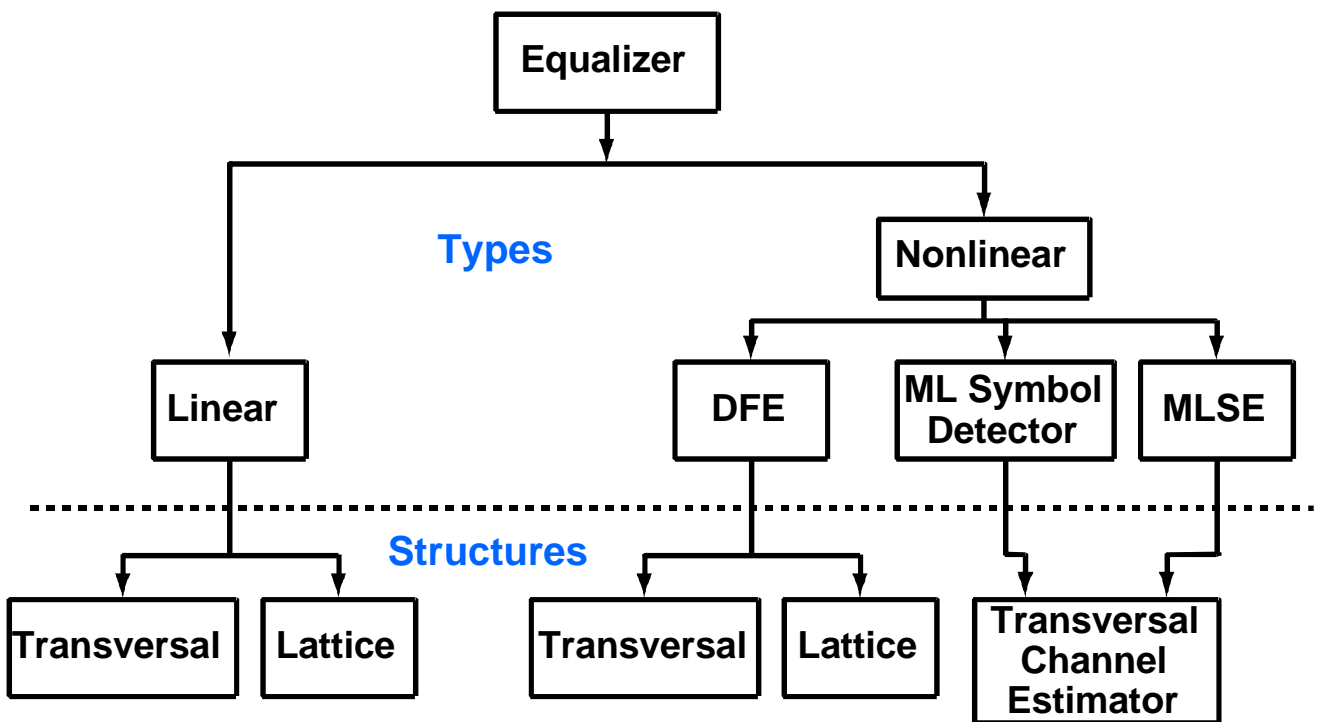 Equalizer
Types
Nonlinear
Linear
DFE
ML Symbol
Detector
MLSE
Structures
Transversal
Lattice
Transversal
Lattice
Transversal
Channel
Estimator